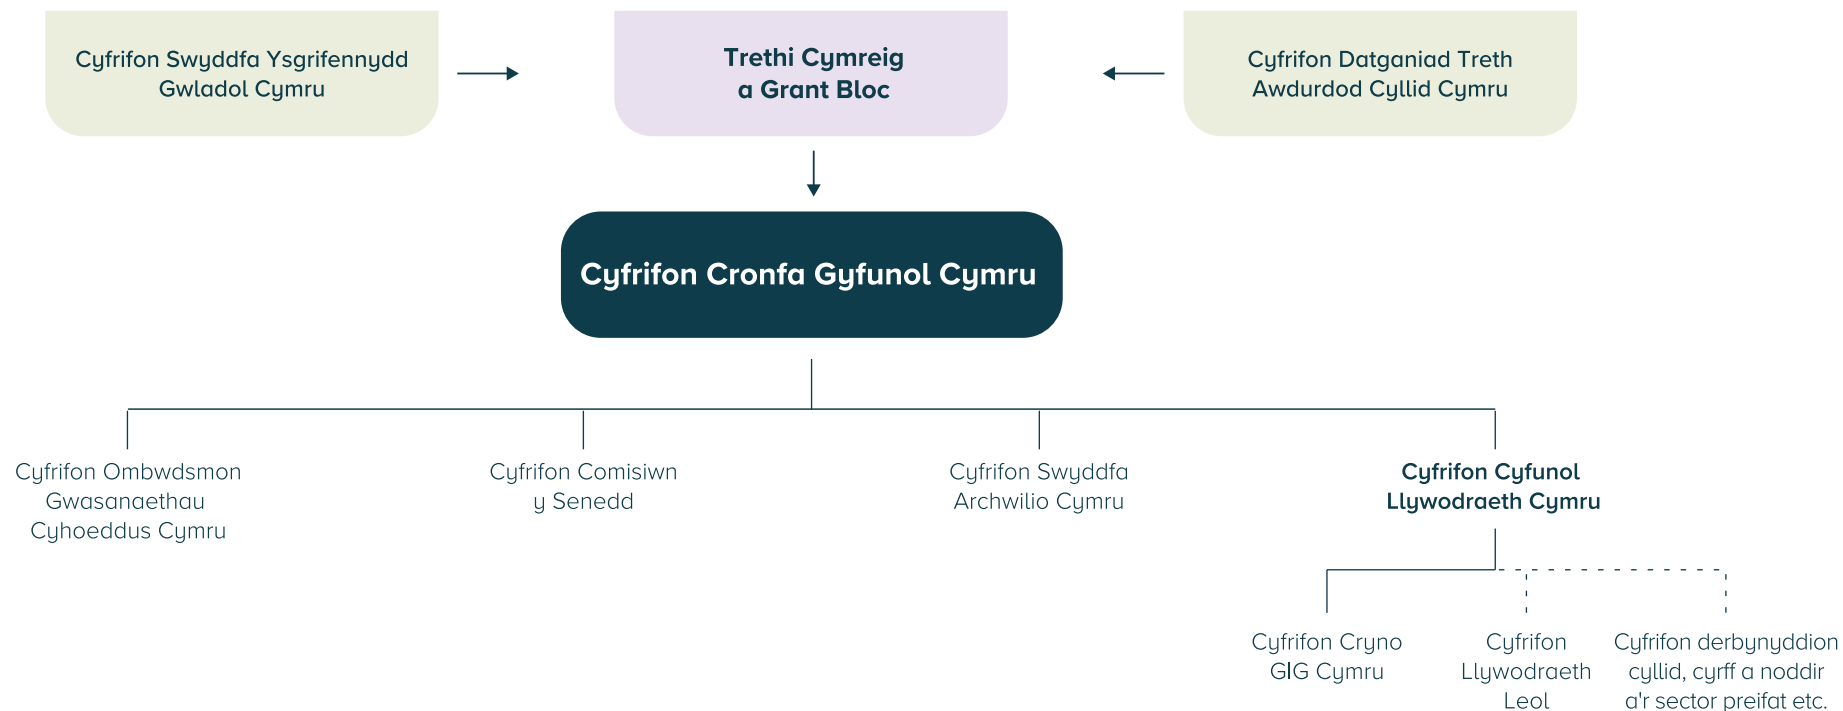 Cyfrifon Swyddfa Ysgrifennydd
Gwladol Cymru
Trethi Cymreig
a Grant Bloc
Cyfrifon Datganiad Treth
Awdurdod Cyllid Cymru
Cyfrifon Cronfa Gyfunol Cymru
Cyfrifon Ombwdsmon
Gwasanaethau
Cyhoeddus Cymru
Cyfrifon Comisiwn
y Senedd
Cyfrifon Swyddfa
Archwilio Cymru
Cyfrifon Cyfunol
Llywodraeth Cymru
Cyfrifon Cryno
GIG Cymru
Cyfrifon
Llywodraeth
Leol
Cyfrifon derbynyddion
cyllid, cyrff a noddir
a'r sector preifat etc.